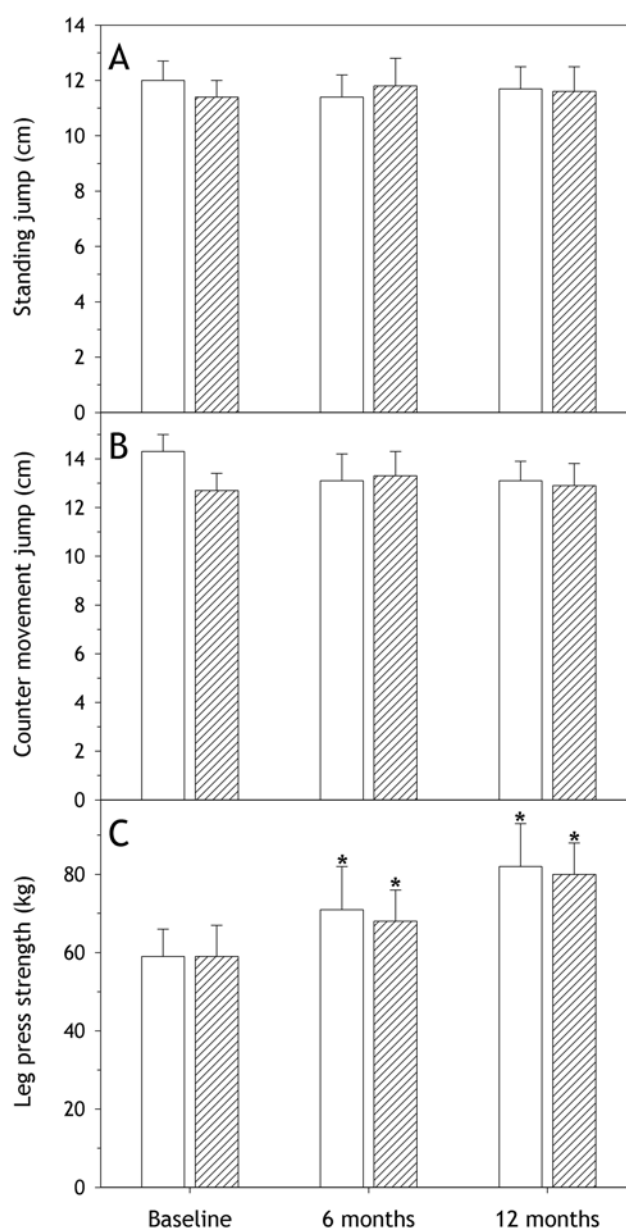 A
Standing jump (cm)
14
12
10
8
6
4
2
0
B
Counter movement jump (cm)
14
12
10
8
6
4
2
0
C
Leg press strength (kg)
80
60
40
20
0
* * * *
Baseline 6 months 12 months